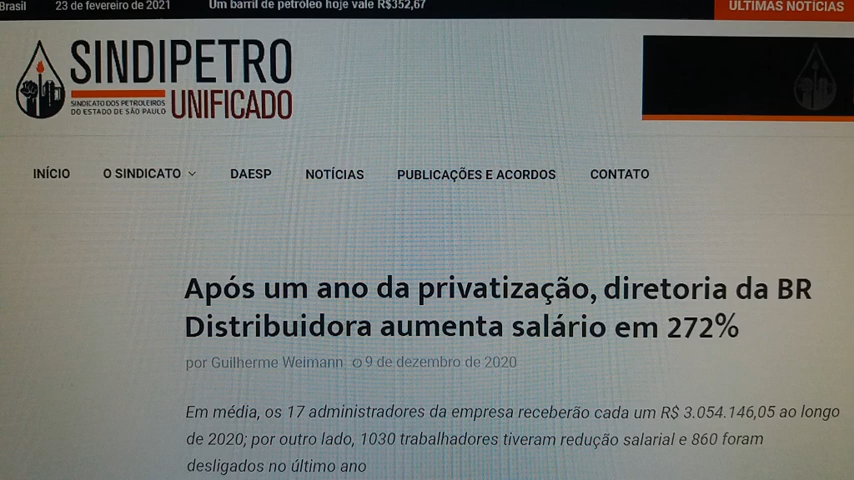 Brasil 23 de fevereiro de 2021 Um barril de petróleo hoje vale R$352,67 ÚLTIMAS NOTÍCIAS
SINDIPETRO
SINDICATO DOS PETROLEIROS
DO ESTADO DE SÃO PAULO
UNIFICADO
INÍCIO O SINDICATO DAESP NOTÍCIAS PUBLICAÇÕES E ACORDOS CONTATO
Após um ano da privatização, diretoria da BR
Distribuidora aumenta salário em 272%
por Guilherme Weimann 9 de dezembro de 2020
Em média, os 17 administradores da empresa receberão cada um R$ 3.054.146,05 ao longo
de 2020; por outro lado, 1030 trabalhadores tiveram redução salarial e 860 foram
desligados no último ano